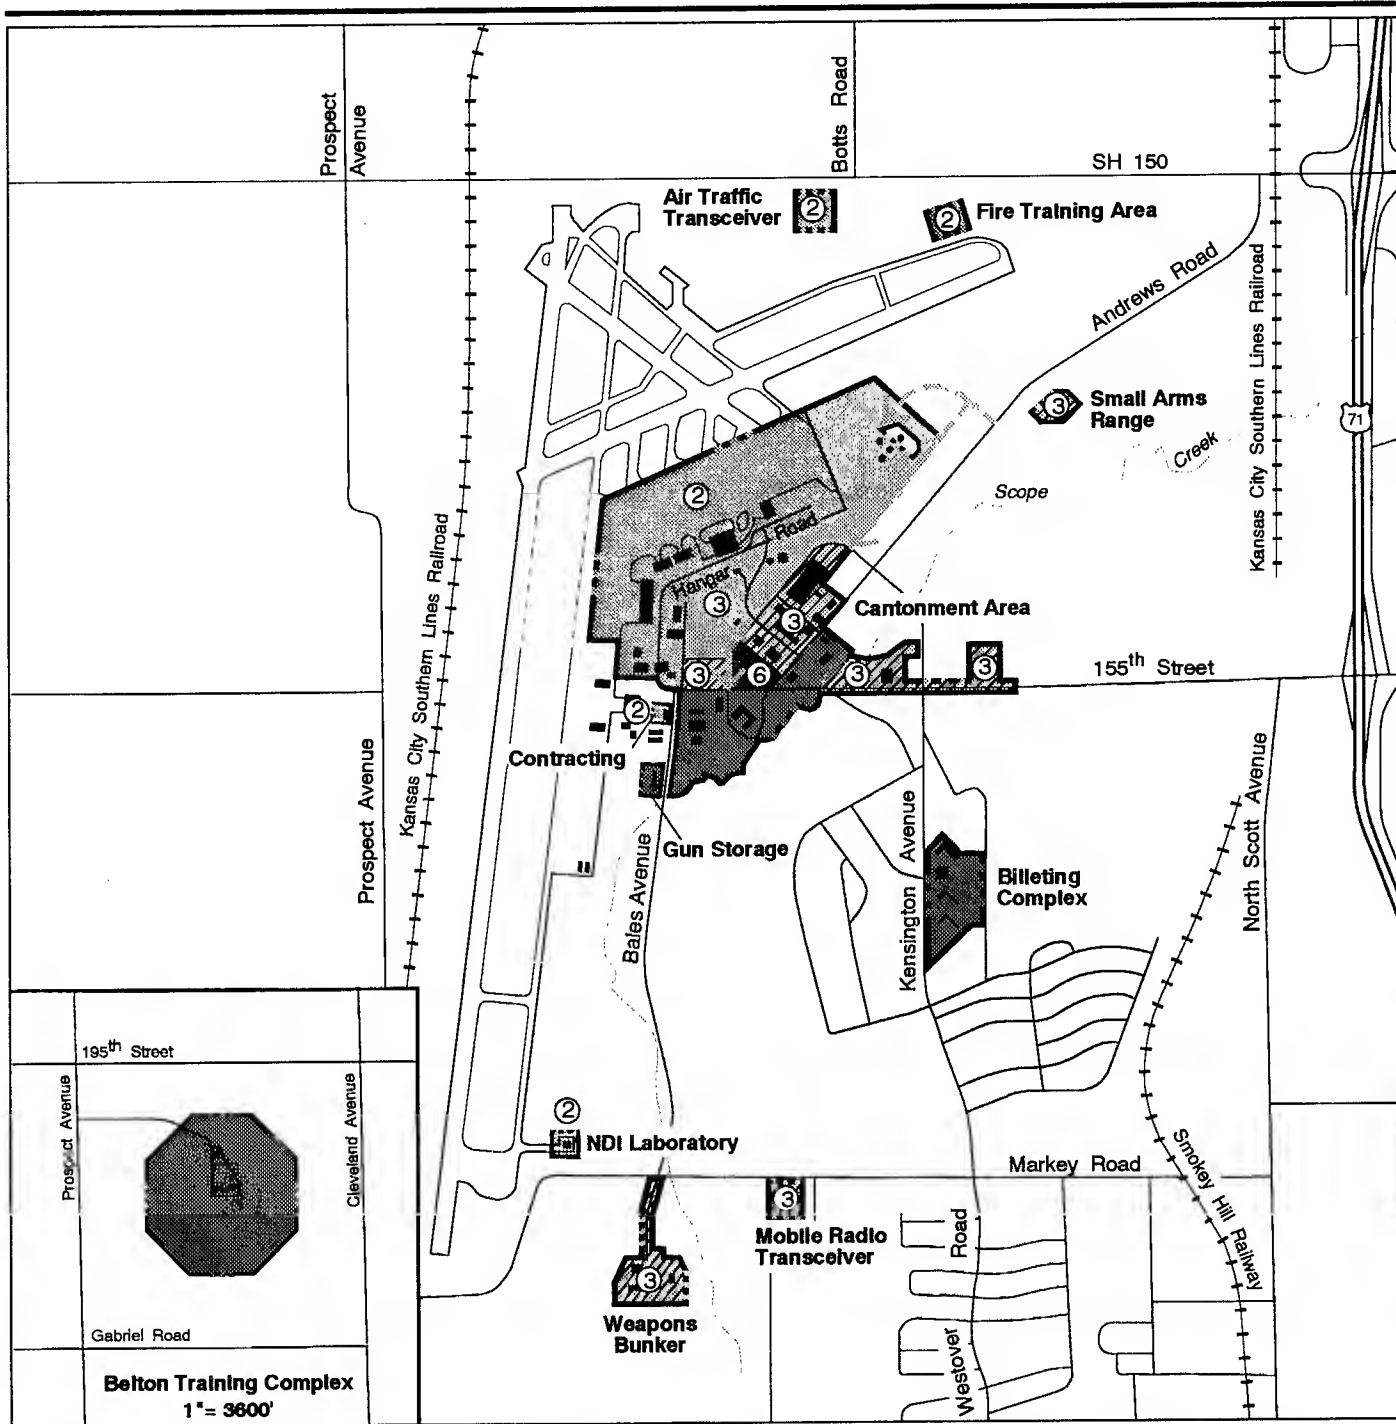 Prospect
Avenue
Botts Road
SH 150
Air Traffic
Transceiver
2
2
Fire Training Area
Andrews Road
Kansas City Southern Lines Railroad
71
3
Small Arms
Range
Creek
Scope
2
Hangar Road
3
3
Cantonment Area
Kansas City Southern Lines Railroad
3
6
3
3
155th Street
2
Contracting
Gun Storage
Prospect Avenue
Bales Avenue
Kensington Avenue
Billeting
Complex
North Scott Avenue
195th Street
Prospect Avenue
Cleveland Avenue
Gabriel Road
Belton Training Complex
1"= 3600'
2
NDI Laboratory
Markey Road
3
Mobile Radio
Transceiver
3
Weapons
Bunker
Westover Road
Smokey Hill Railway